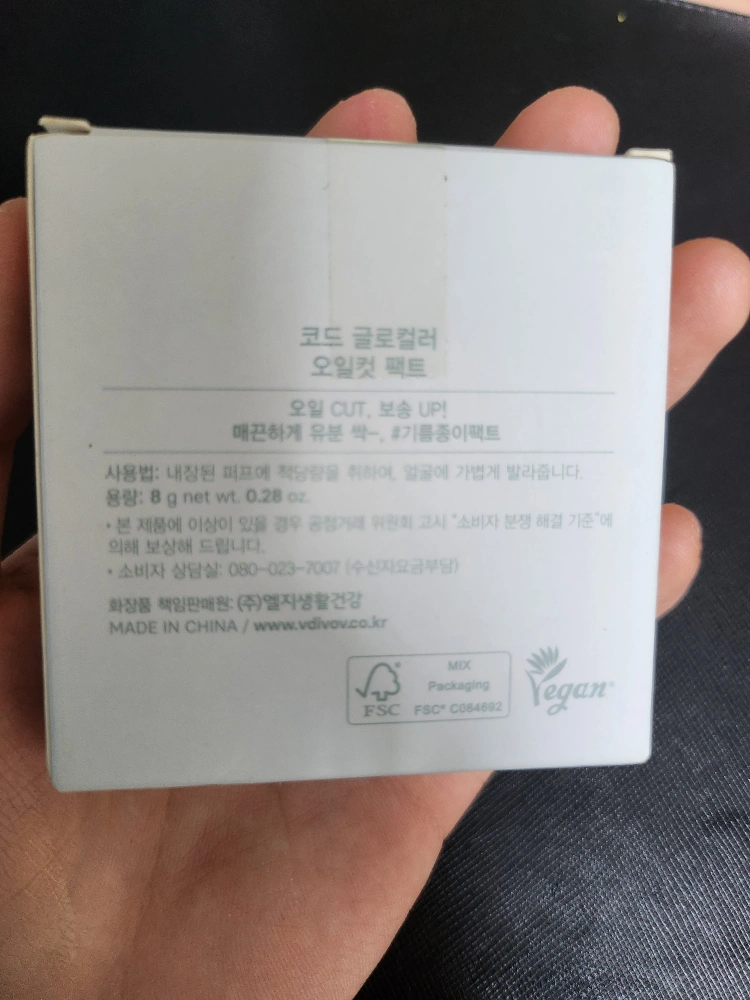 코드 글로컬러
오일컷 팩트
오일 CUT, 보송 UP!
매끈하게 유분 싹~, #기름종이팩트
사용법: 내장된 퍼프에 적당량을 취하여, 얼굴에 가볍게 발라줍니다.
용량: 8 g net wt. 0.28 oz.
• 본 제품에 이상이 있을 경우 공정거래 위원회 고시 "소비자 분쟁 해결 기준"에
의해 보상해 드립니다.
• 소비자 상담실: 080-023-7007 (수신자요금부담)
화장품 책임판매원: (주)엘지생활건강
MADE IN CHINA / www.vdivov.co.kr
MIX
Packaging
FSC FSC® C084692
Vegan